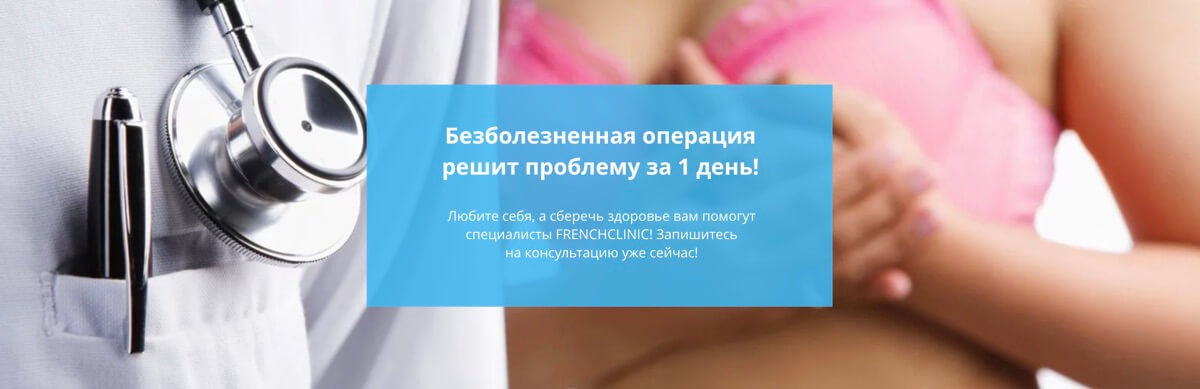 Безболезненная операция
решит проблему за 1 день!
Любите себя, а сберечь здоровье вам помогут
специалисты FRENCHCLINIC! Запишитесь
на консультацию уже сейчас!